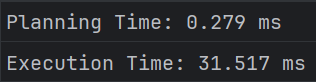 Planning Time: 0.279 ms
Execution Time: 31.517 ms